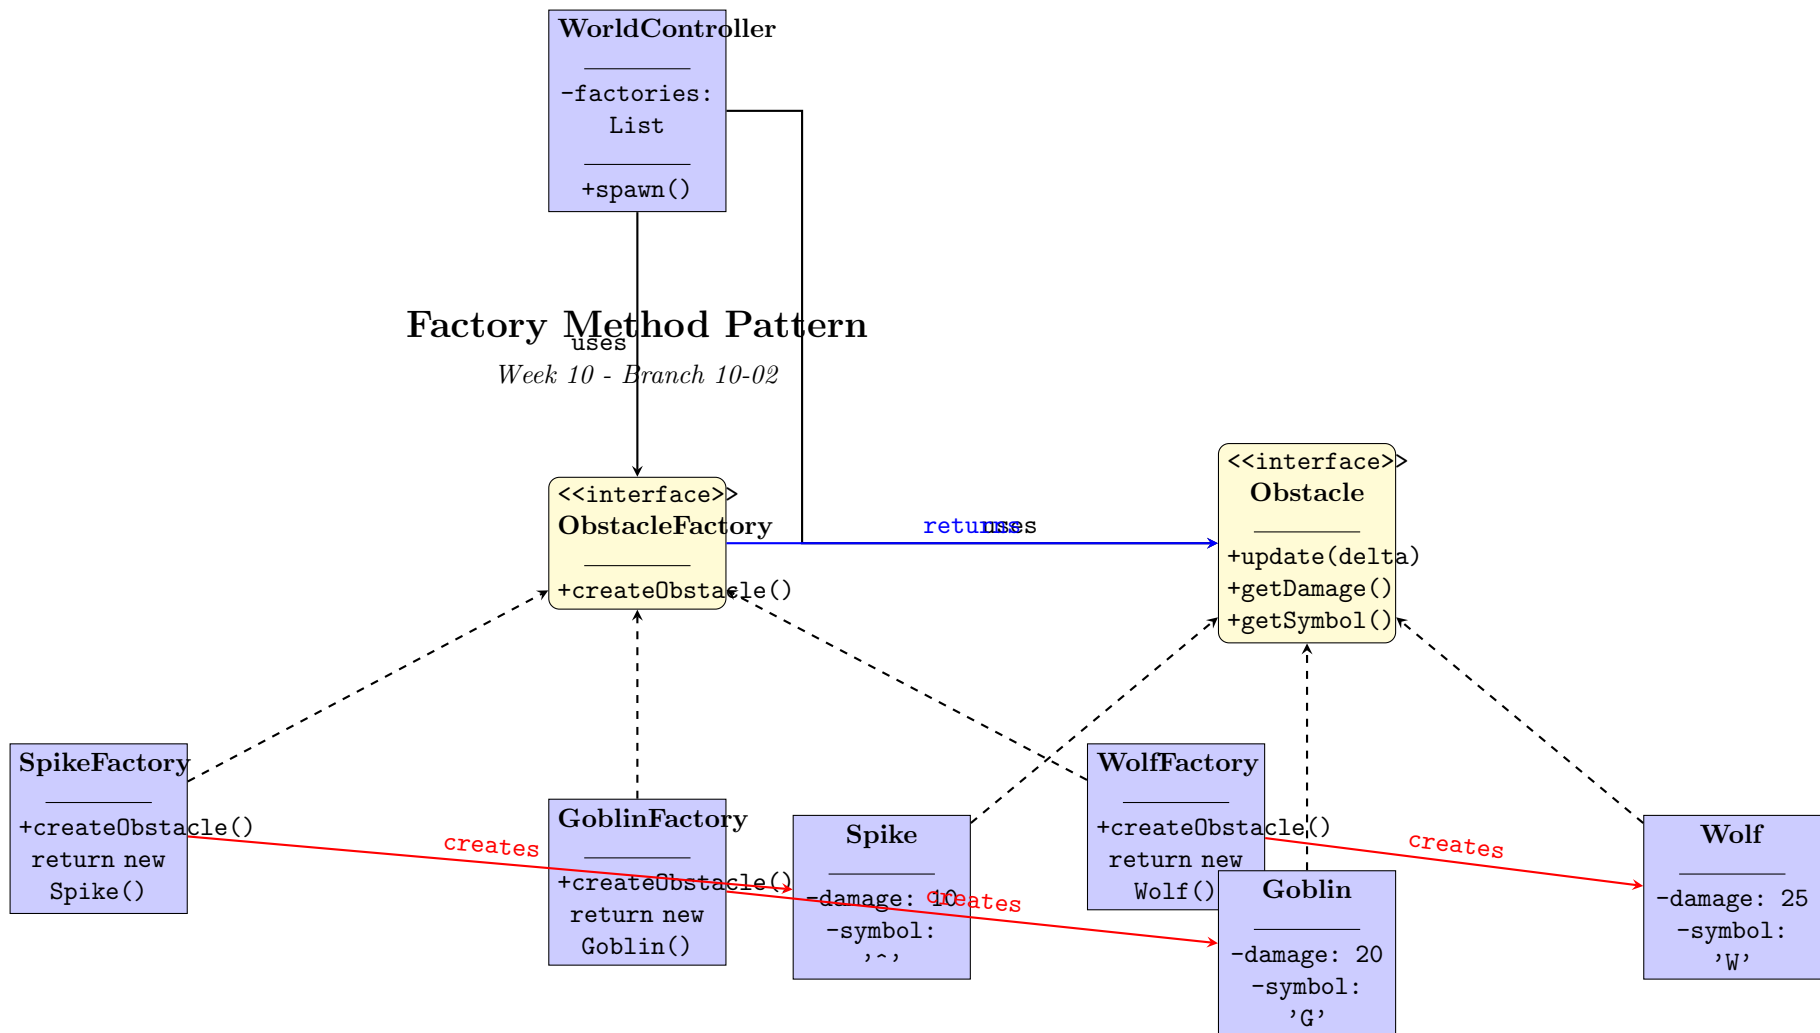 WorldController
-factories:
List
+spawn()
Factory Method Pattern
uses
Week 10 - Branch 10-02
<<interface>>
ObstacleFactory
+createObstacle()
returns
uses
<<interface>>
Obstacle
+update(delta)
+getDamage()
+getSymbol()
SpikeFactory
+createObstacle()
return new
Spike()
creates
GoblinFactory
+createObstacle()
return new
Goblin()
creates
Spike
-damage: 10
-symbol:
'^'
WolfFactory
+createObstacle()
return new
Wolf()
creates
Goblin
-damage: 20
-symbol:
'G'
Wolf
-damage: 25
-symbol:
'W'